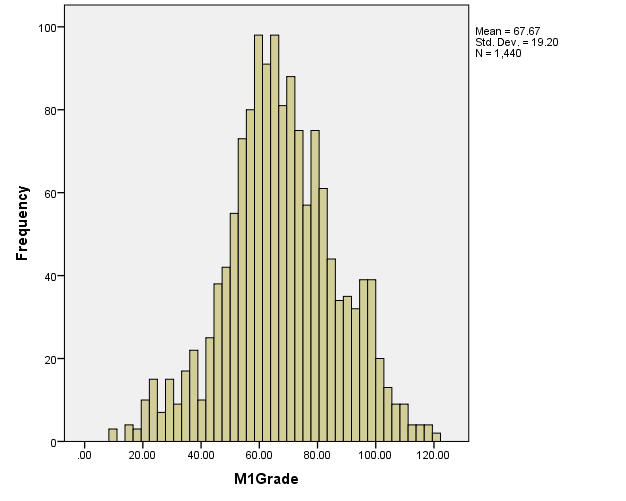 Mean = 67.67
Std. Dev. = 19.20
N = 1,440
Frequency
100
80
60
40
20
0
.00 20.00 40.00 60.00 80.00 100.00 120.00
M1Grade